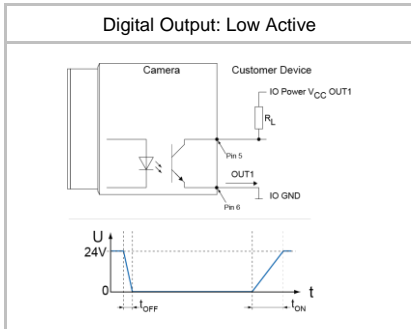 Digital Output: Low Active
Camera
Customer Device
IO Power VCC OUT1
RL
Pin 5
OUT1
Pin 6
IO GND
U
24V
0
t
tOFF
tON